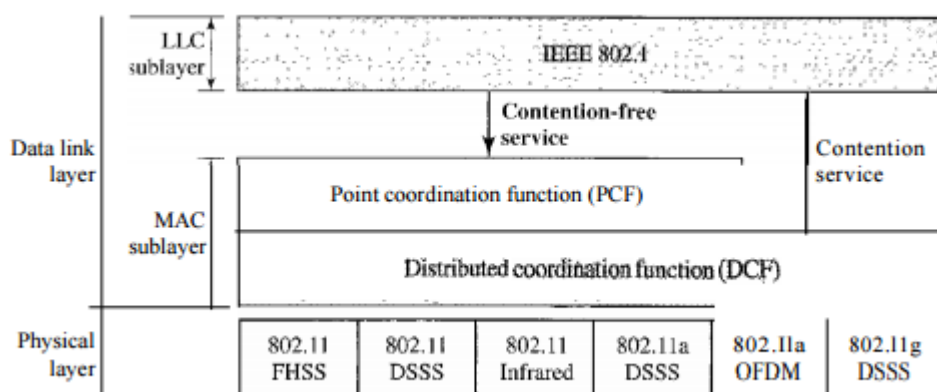 LLC
sublayer
IEEE 802.1
Contention-free
service
Data link
layer
Contention
service
Point coordination function (PCF)
MAC
sublayer
Distributed coordination function (DCF)
Physical
layer
802.11
FHSS
802.11
DSSS
802.11
Infrared
802.11a
DSSS
802.11a
OFDM
802.11g
DSSS